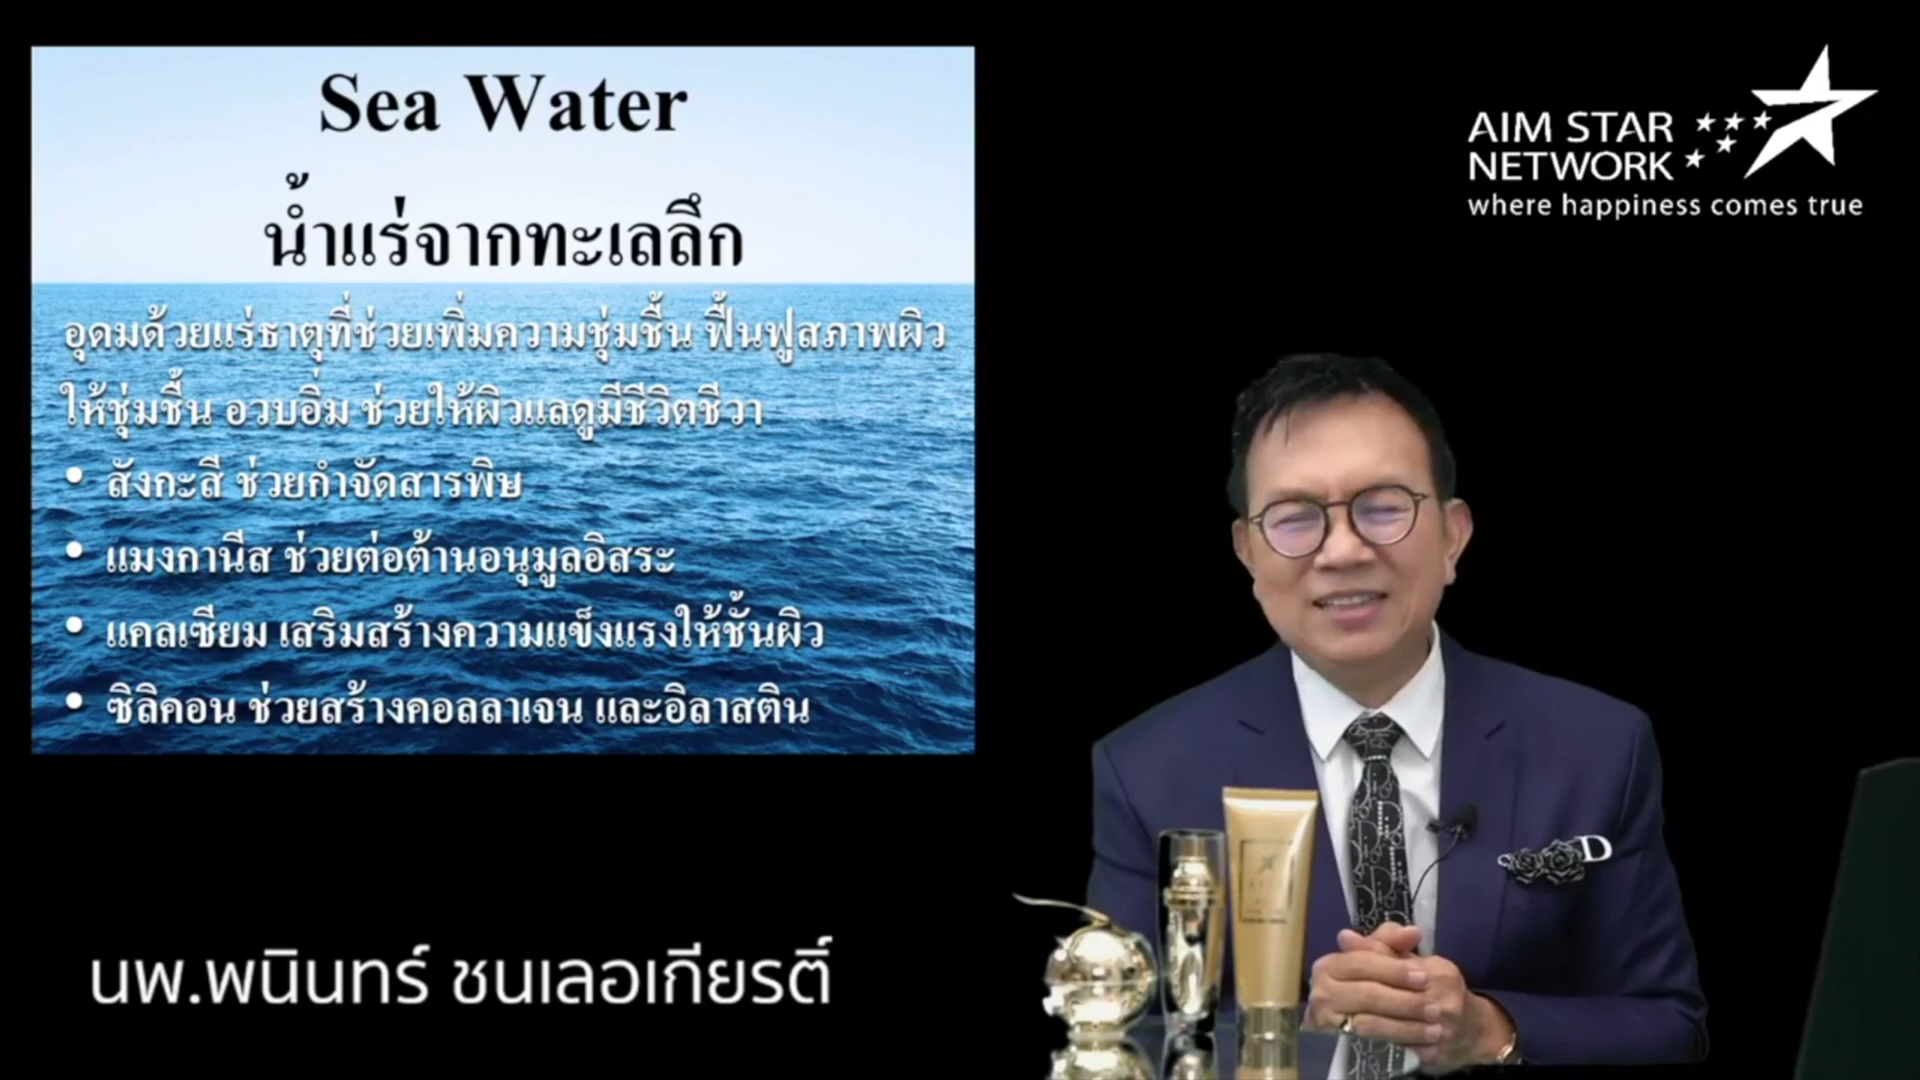 Sea Water
น้ำแร่จากทะเลลึก
อุดมด้วยแร่ธาตุที่ช่วยเพิ่มความชุ่มชื้น ฟื้นฟูสภาพผิว
ให้ชุ่มชื้น อวบอิ่ม ช่วยให้ผิวแลดูมีชีวิตชีวา
• สังกะสี ช่วยกำจัดสารพิษ
• แมงกานีส ช่วยต่อต้านอนุมูลอิสระ
• แคลเซียม เสริมสร้างความแข็งแรงให้ชั้นผิว
• ซิลิคอน ช่วยสร้างคอลลาเจน และอิลาสติน
AIM STAR
NETWORK
where happiness comes true
นพ.พนินทร์ ชนเลอเกียรติ์
D